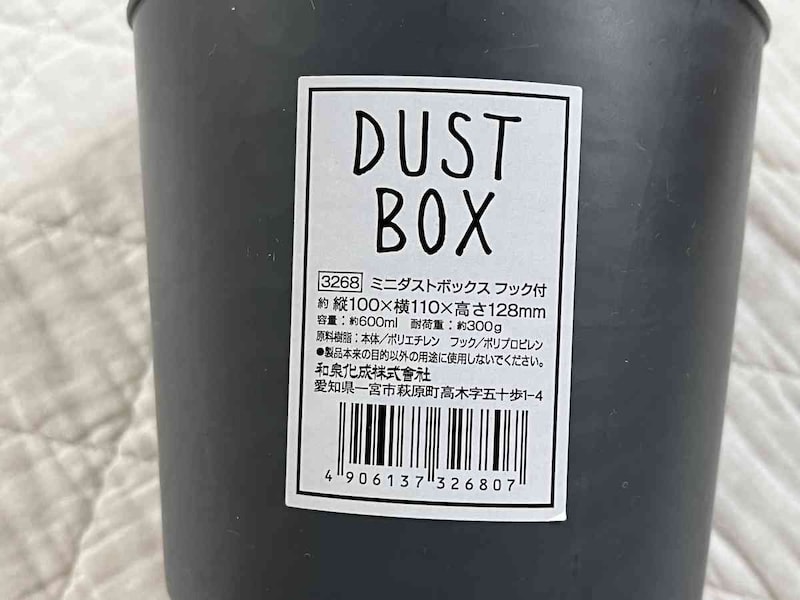 DUST
BOX
3268 ミニダストボックス フック付
約 縦100×横110×高さ128mm
容量：約600ml 耐荷重：約300g
原料樹脂：本体／ポリエチレン フック／ポリプロピレン
●製品本来の目的以外の用途に使用しないでください。
和泉化成株式會社
愛知県一宮市萩原町高木字五十歩1-4
4 906137 326807